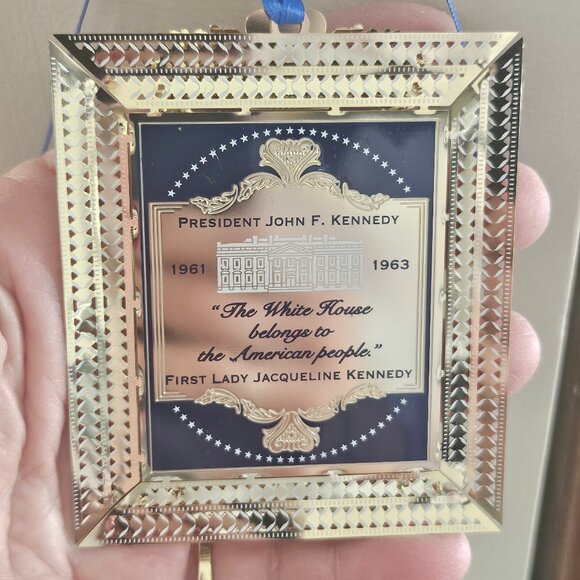 PRESIDENT JOHN F. KENNEDY
1961 1963
"The White House
belongs to
the American people."
FIRST LADY JACQUELINE KENNEDY